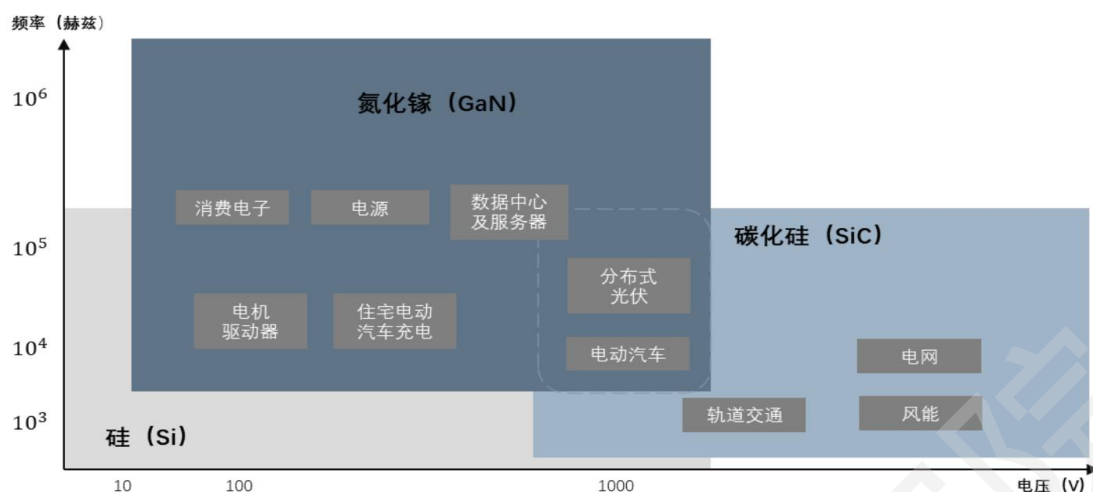 频率（赫兹）
10⁶
氮化镓（GaN）
消费电子
电源
数据中心
及服务器
10⁵
碳化硅（SiC）
分布式
光伏
电机
驱动器
住宅电动
汽车充电
10⁴
电动汽车
电网
10³
轨道交通
风能
硅（Si）
10
100
1000
电压（V）
院